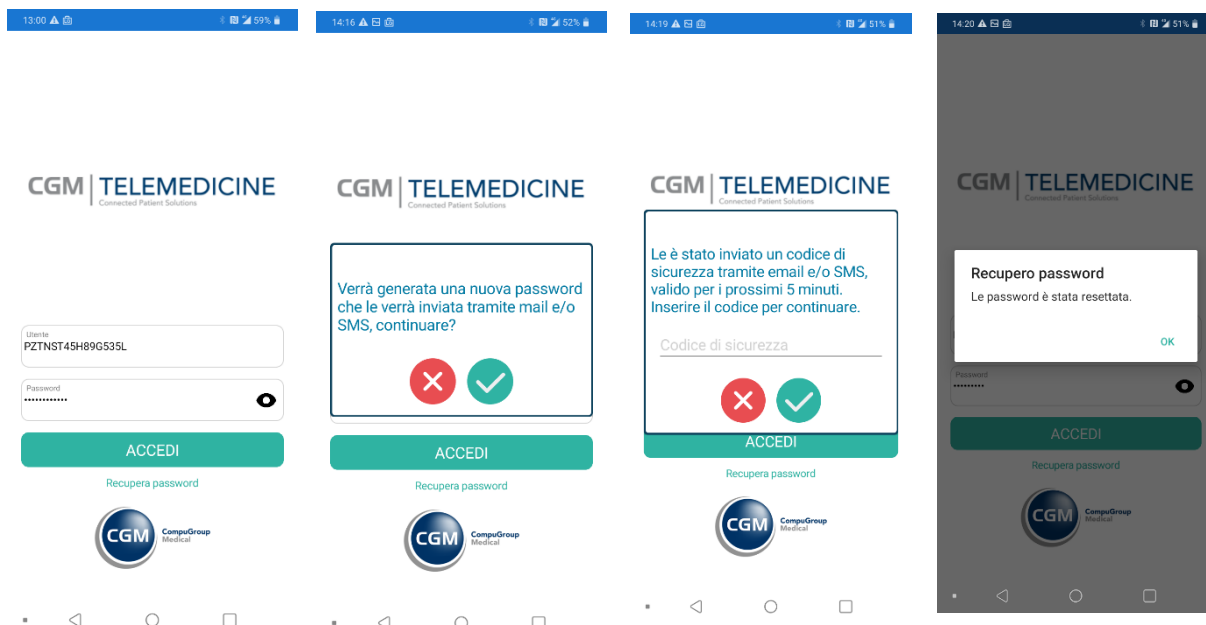 13:00
59%
CGM TELEMEDICINE
Connected Patient Solutions
Utente
PZTNST45H89G535L
Password
ACCEDI
Recupera password
CGM
CompuGroup
Medical
14:16
52%
CGM TELEMEDICINE
Connected Patient Solutions
Verrà generata una nuova password
che le verrà inviata tramite mail e/o
SMS, continuare?
ACCEDI
Recupera password
CGM
CompuGroup
Medical
14:19
51%
CGM TELEMEDICINE
Connected Patient Solutions
Le è stato inviato un codice di
sicurezza tramite email e/o SMS,
valido per i prossimi 5 minuti.
Inserire il codice per continuare.
Codice di sicurezza
ACCEDI
Recupera password
CGM
CompuGroup
Medical
14:20
51%
CGM TELEMEDICINE
Connected Patient Solutions
Recupero password
Le password è stata resettata.
OK
Password
ACCEDI
Recupera password
CGM
CompuGroup
Medical